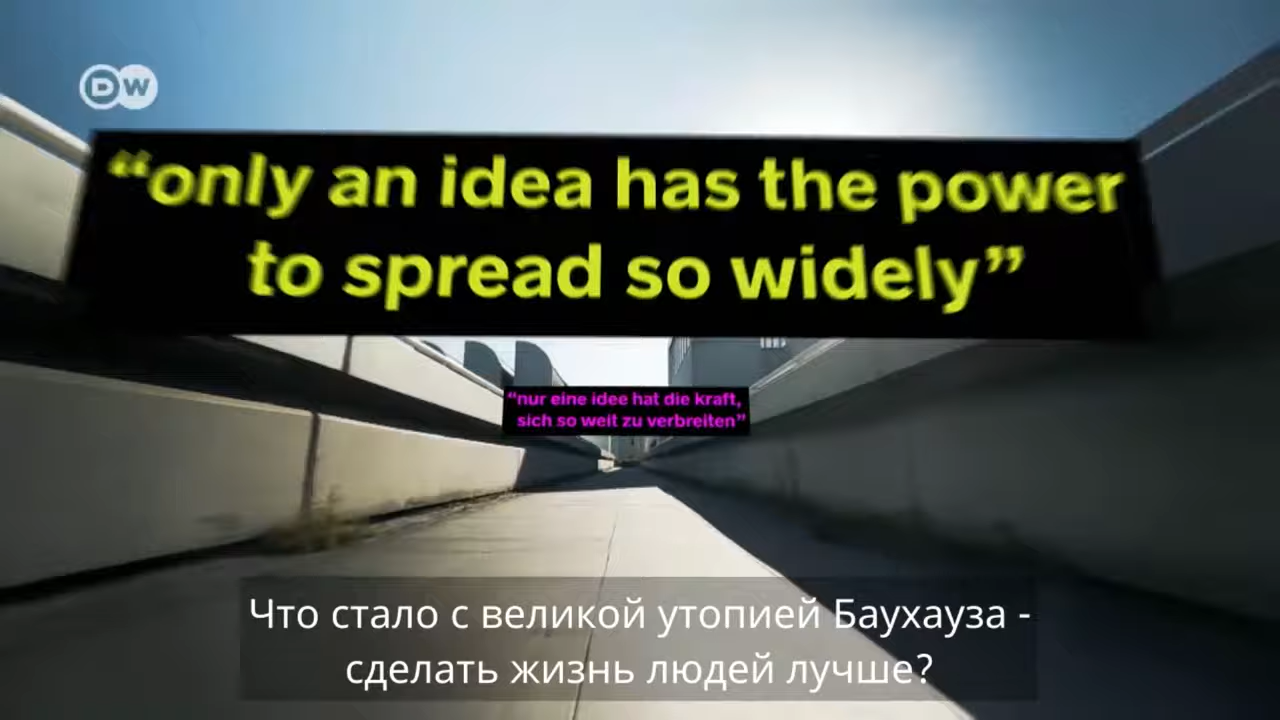 DW
“only an idea has the power
to spread so widely”
“nur eine idee hat die kraft,
sich so weit zu verbreiten”
Что стало с великой утопией Баухауза -
сделать жизнь людей лучше?